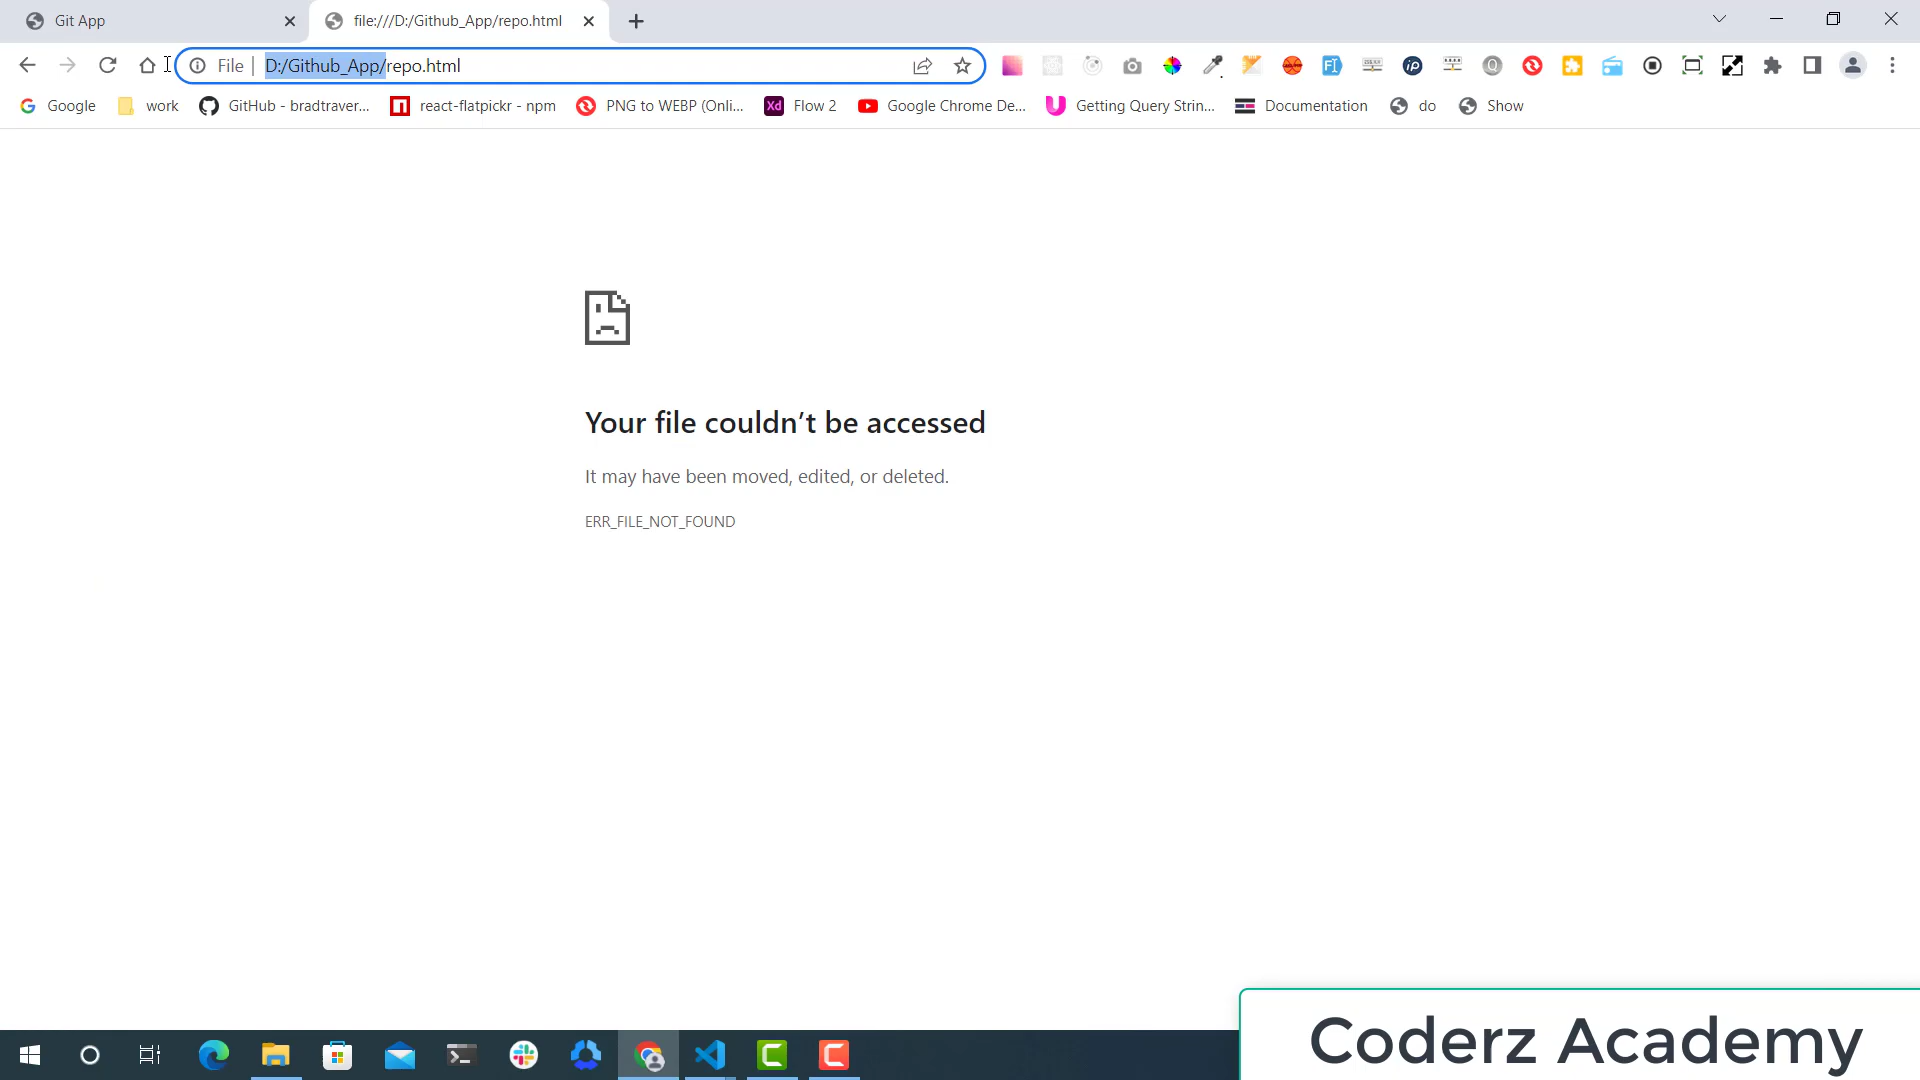 Git App
file:///D:/Github_App/repo.html
File | D:/Github_App/repo.html
Google
work
GitHub - bradtraver...
react-flatpickr - npm
PNG to WEBP (Onli...
Xd Flow 2
Google Chrome De...
Getting Query Strin...
Documentation
do
Show
Your file couldn’t be accessed
It may have been moved, edited, or deleted.
ERR_FILE_NOT_FOUND
Coderz Academy